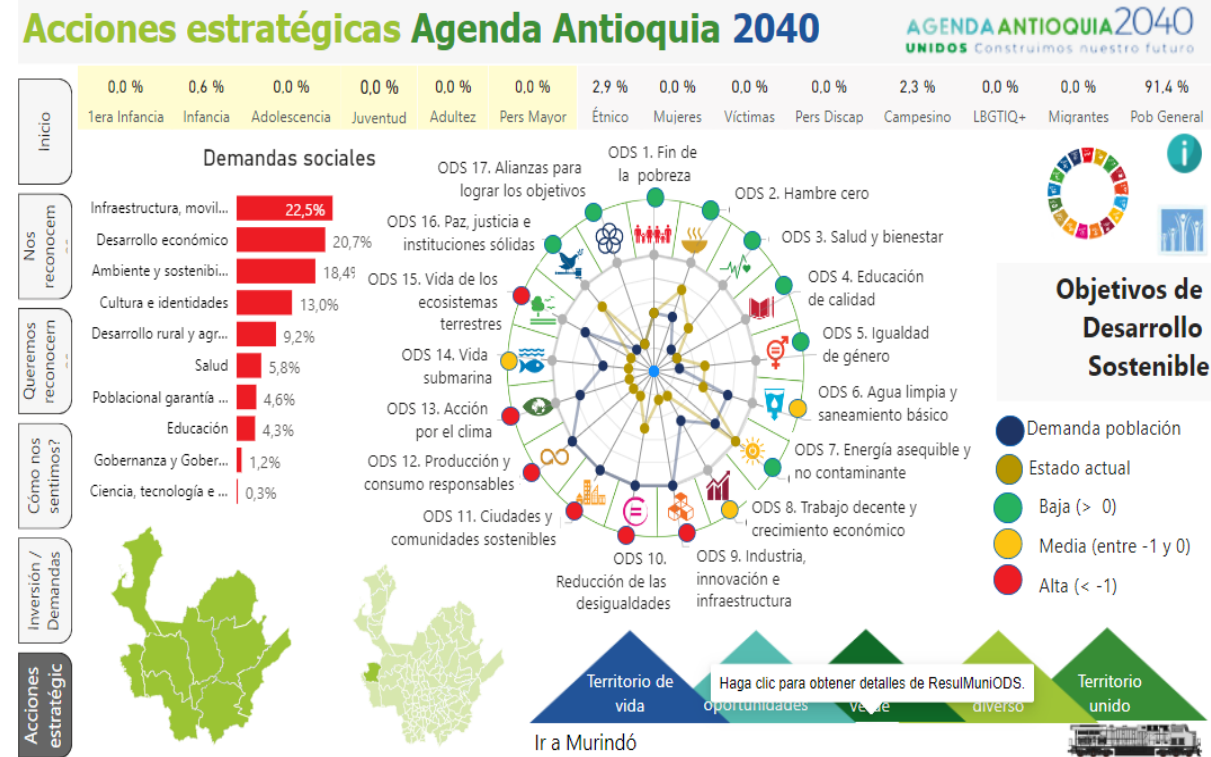 Acciones estratégicas Agenda Antioquia 2040
AGENDA ANTIOQUIA 2040
UNIDOS Construimos nuestro futuro
0,0 % 0,6 % 0,0 % 0,0 % 0,0 % 0,0 % 2,9 % 0,0 % 0,0 % 0,0 % 2,3 % 0,0 % 0,0 % 91,4 %
1era Infancia Infancia Adolescencia Juventud Adultez Pers Mayor Étnico Mujeres Víctimas Pers Discap Campesino LBGTIQ+ Migrantes Pob General
Inicio
Nos
reconocem
Queremos
reconocern
Cómo nos
sentimos?
Inversión /
Demandas
Acciones
estratégic
Demandas sociales
Infraestructura, movil... 22,5%
Desarrollo económico 20,7%
Ambiente y sostenibi... 18,4%
Cultura e identidades 13,0%
Desarrollo rural y agr... 9,2%
Salud 5,8%
Poblacional garantía ... 4,6%
Educación 4,3%
Gobernanza y Gober... 1,2%
Ciencia, tecnología e ... 0,3%
ODS 1. Fin de
la pobreza
ODS 2. Hambre cero
ODS 3. Salud y bienestar
ODS 4. Educación
de calidad
ODS 5. Igualdad
de género
ODS 6. Agua limpia y
saneamiento básico
ODS 7. Energía asequible y
no contaminante
ODS 8. Trabajo decente y
crecimiento económico
ODS 9. Industria,
innovación e
infraestructura
ODS 10.
Reducción de las
desigualdades
ODS 11. Ciudades y
comunidades sostenibles
ODS 12. Producción y
consumo responsables
ODS 13. Acción
por el clima
ODS 14. Vida
submarina
ODS 15. Vida de los
ecosistemas
terrestres
ODS 16. Paz, justicia e
instituciones sólidas
ODS 17. Alianzas para
lograr los objetivos
i
Objetivos de
Desarrollo
Sostenible
Demanda población
Estado actual
Baja (> 0)
Media (entre -1 y 0)
Alta (< -1)
Territorio de
vida
oportunidades
verde
diverso
Territorio
unido
Haga clic para obtener detalles de ResulMuniODS.
Ir a Murindó